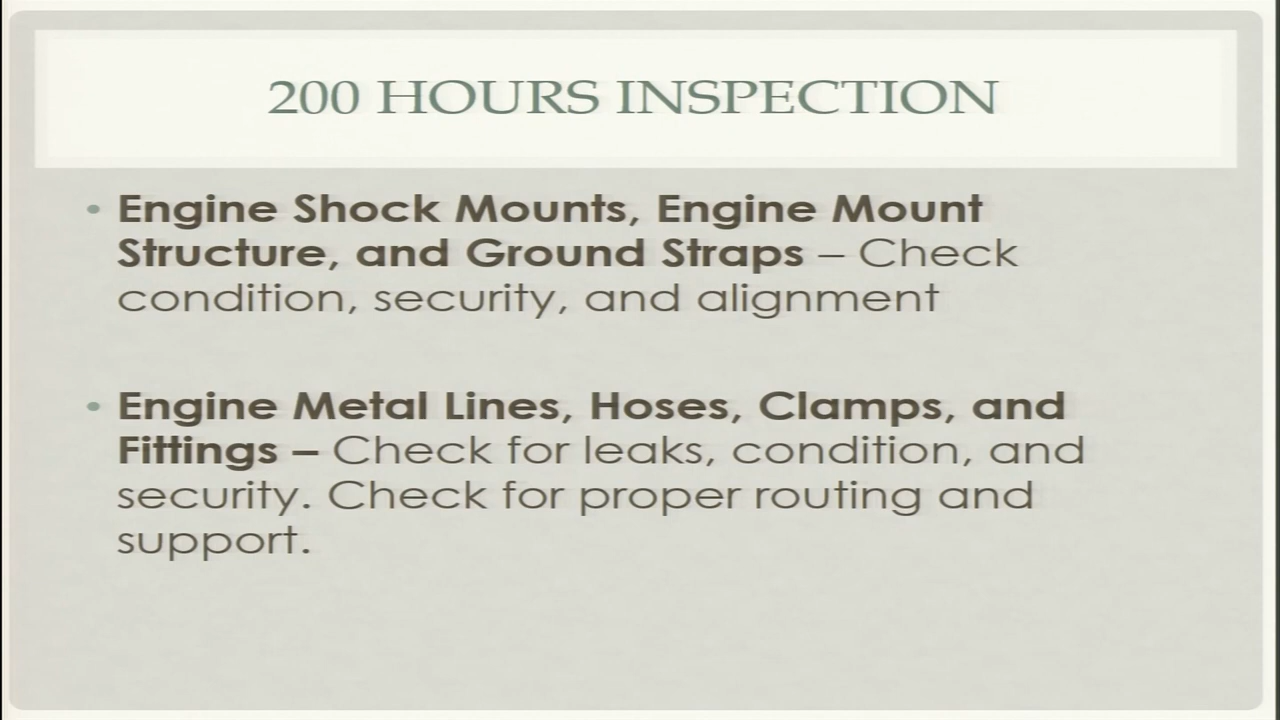 200 HOURS INSPECTION
• Engine Shock Mounts, Engine Mount
Structure, and Ground Straps – Check
condition, security, and alignment
• Engine Metal Lines, Hoses, Clamps, and
Fittings – Check for leaks, condition, and
security. Check for proper routing and
support.